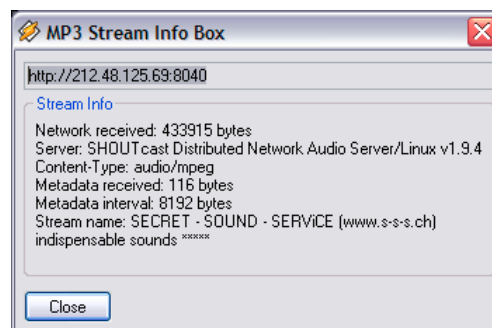 MP3 Stream Info Box
http://212.48.125.69:8040
Stream Info
Network received: 433915 bytes
Server: SHOUTcast Distributed Network Audio Server/Linux v1.9.4
Content-Type: audio/mpeg
Metadata received: 116 bytes
Metadata interval: 8192 bytes
Stream name: SECRET - SOUND - SERViCE (www.s-s-s.ch)
indispensable sounds *****
Close